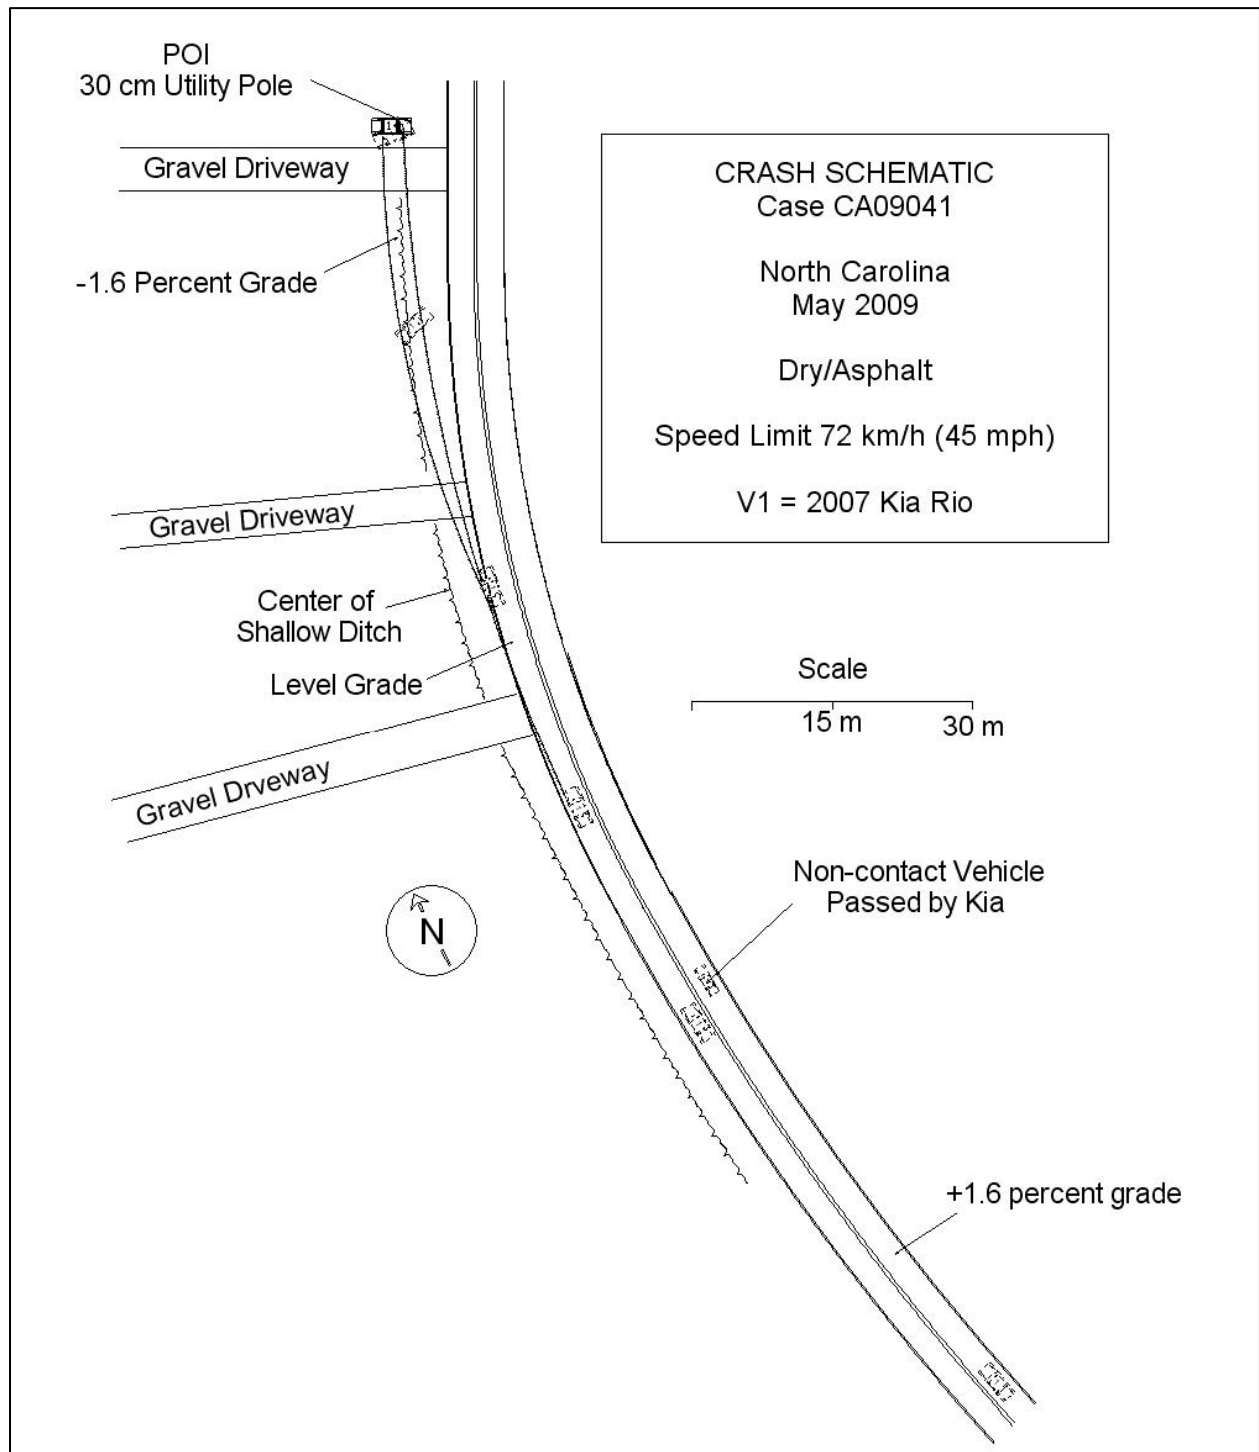 POI
30 cm Utility Pole
1
Gravel Driveway
-1.6 Percent Grade
CRASH SCHEMATIC
Case CA09041
North Carolina
May 2009
Dry/Asphalt
Speed Limit 72 km/h (45 mph)
V1 = 2007 Kia Rio
Gravel Driveway
Center of
Shallow Ditch
Level Grade
Scale
15 m
30 m
Gravel Drveway
Non-contact Vehicle
Passed by Kia
N
+1.6 percent grade